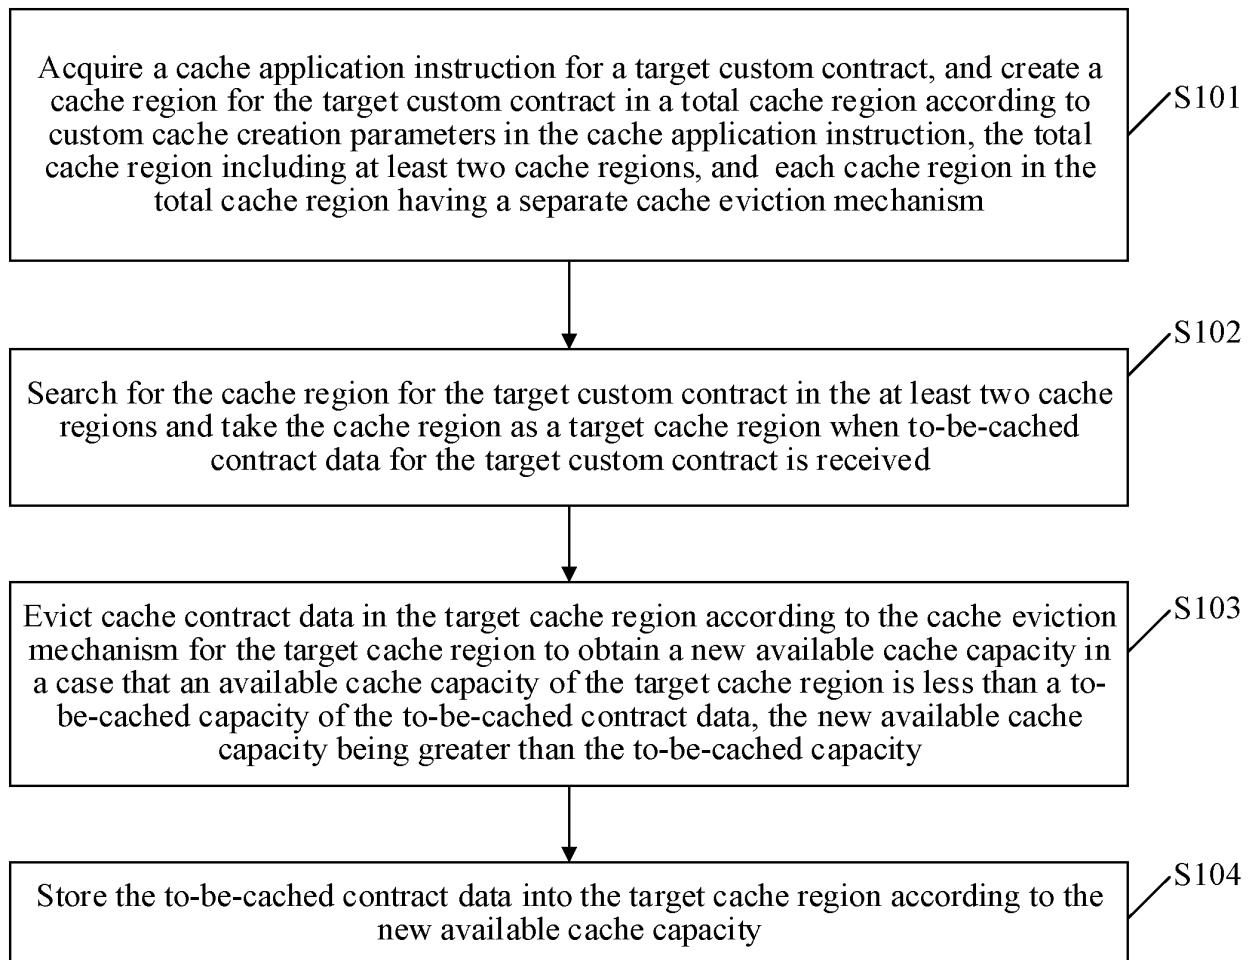 Acquire a cache application instruction for a target custom contract, and create a
cache region for the target custom contract in a total cache region according to
custom cache creation parameters in the cache application instruction, the total
cache region including at least two cache regions, and each cache region in the
total cache region having a separate cache eviction mechanism
S101
S102
Search for the cache region for the target custom contract in the at least two cache
regions and take the cache region as a target cache region when to-be-cached
contract data for the target custom contract is received
S103
Evict cache contract data in the target cache region according to the cache eviction
mechanism for the target cache region to obtain a new available cache capacity in
a case that an available cache capacity of the target cache region is less than a to-
be-cached capacity of the to-be-cached contract data, the new available cache
capacity being greater than the to-be-cached capacity
S104
Store the to-be-cached contract data into the target cache region according to the
new available cache capacity